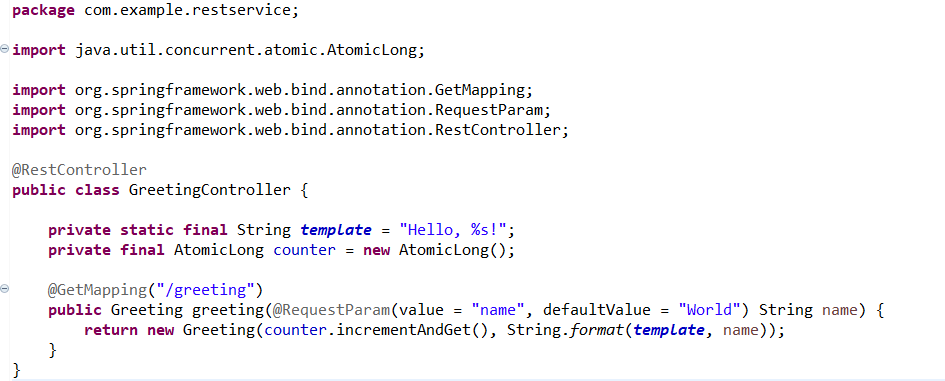 package com.example.restservice;
import java.util.concurrent.atomic.AtomicLong;
import org.springframework.web.bind.annotation.GetMapping;
import org.springframework.web.bind.annotation.RequestParam;
import org.springframework.web.bind.annotation.RestController;
@RestController
public class GreetingController {
    private static final String template = "Hello, %s!";
    private final AtomicLong counter = new AtomicLong();
    @GetMapping("/greeting")
    public Greeting greeting(@RequestParam(value = "name", defaultValue = "World") String name) {
        return new Greeting(counter.incrementAndGet(), String.format(template, name));
    }
}